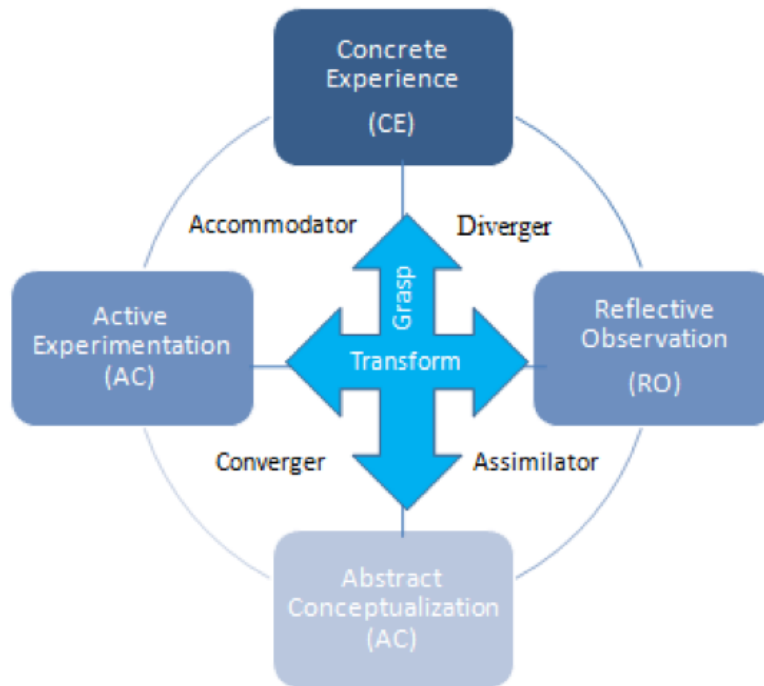 Concrete
Experience
(CE)
Accommodator
Diverger
Grasp
Active
Experimentation
(AC)
Transform
Reflective
Observation
(RO)
Converger
Assimilator
Abstract
Conceptualization
(AC)